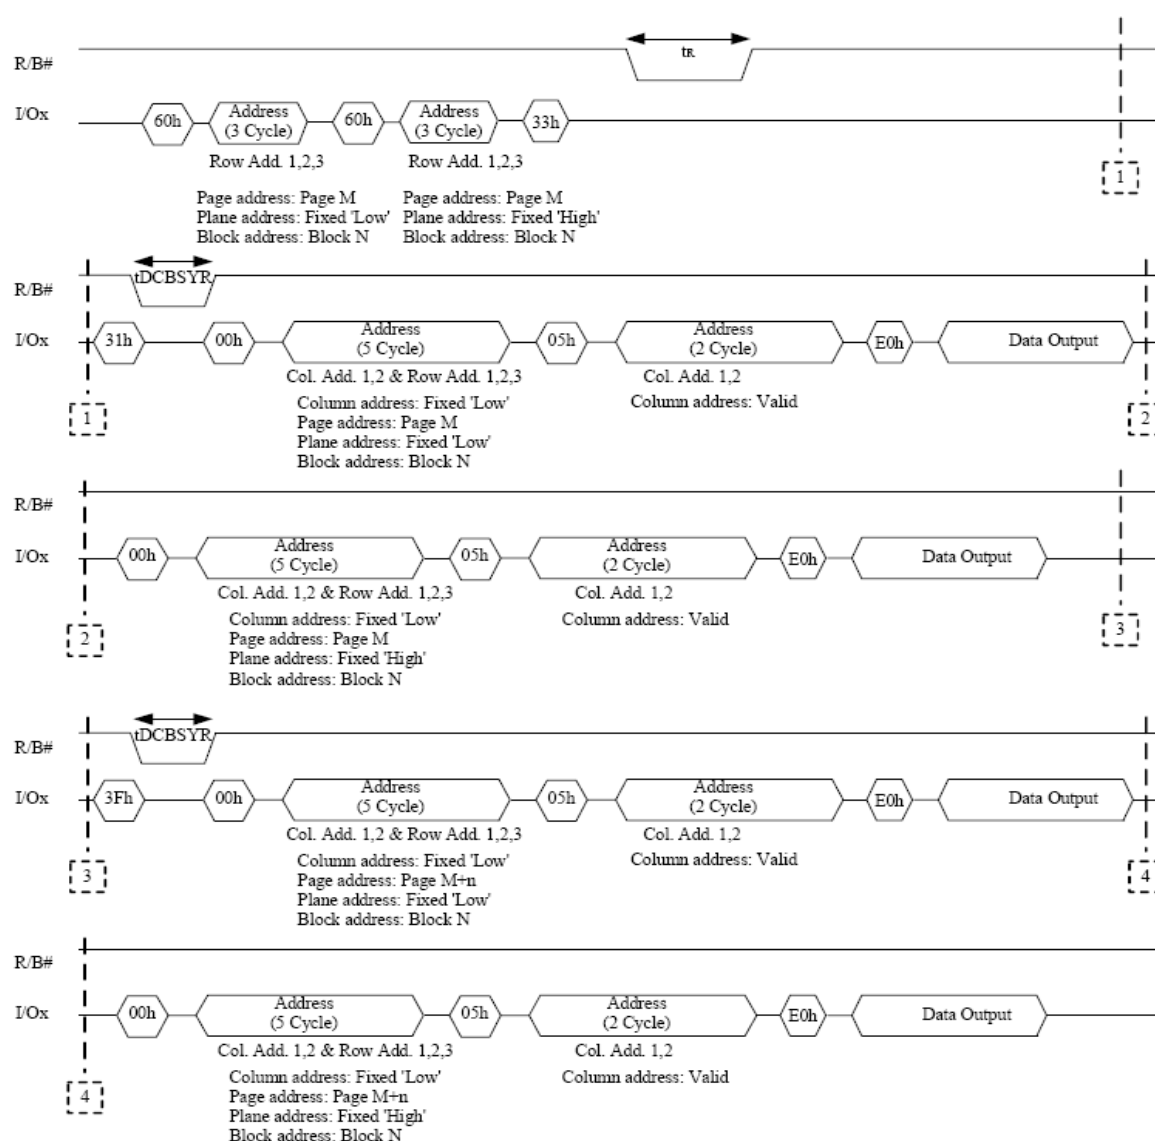 tR
R/B#
I/Ox
60h Address (3 Cycle) 60h Address (3 Cycle) 33h
Row Add. 1,2,3 Row Add. 1,2,3
1
Page address: Page M Page address: Page M
Plane address: Fixed 'Low' Plane address: Fixed 'High'
Block address: Block N Block address: Block N
tDCBSYR
R/B#
I/Ox
31h 00h Address (5 Cycle) 05h Address (2 Cycle) E0h Data Output
Col. Add. 1,2 & Row Add. 1,2,3 Col. Add. 1,2
Column address: Fixed 'Low' Column address: Valid
1 Page address: Page M 2
Plane address: Fixed 'Low'
Block address: Block N
R/B#
I/Ox
00h Address (5 Cycle) 05h Address (2 Cycle) E0h Data Output
Col. Add. 1,2 & Row Add. 1,2,3 Col. Add. 1,2
Column address: Fixed 'Low' Column address: Valid
2 Page address: Page M 3
Plane address: Fixed 'High'
Block address: Block N
tDCBSYR
R/B#
I/Ox
3Fh 00h Address (5 Cycle) 05h Address (2 Cycle) E0h Data Output
Col. Add. 1,2 & Row Add. 1,2,3 Col. Add. 1,2
Column address: Fixed 'Low' Column address: Valid
3 Page address: Page M+n 4
Plane address: Fixed 'Low'
Block address: Block N
R/B#
I/Ox
00h Address (5 Cycle) 05h Address (2 Cycle) E0h Data Output
Col. Add. 1,2 & Row Add. 1,2,3 Col. Add. 1,2
Column address: Fixed 'Low' Column address: Valid
4 Page address: Page M+n
Plane address: Fixed 'High'
Block address: Block N